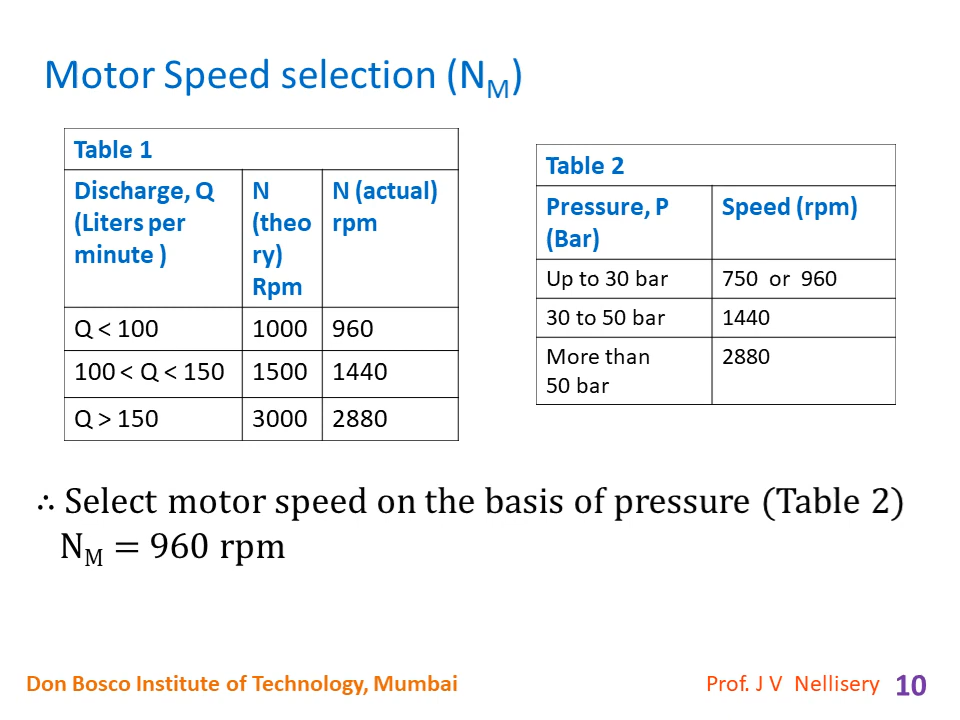 Motor Speed selection (NM)
Table 1
Discharge, Q
(Liters per
minute )
N
(theo
ry)
Rpm
N (actual)
rpm
Q < 100
1000
960
100 < Q < 150
1500
1440
Q > 150
3000
2880
Table 2
Pressure, P
(Bar)
Speed (rpm)
Up to 30 bar
750 or 960
30 to 50 bar
1440
More than
50 bar
2880
∴ Select motor speed on the basis of pressure (Table 2)
NM = 960 rpm
Don Bosco Institute of Technology, Mumbai
Prof. J V Nellisery
10